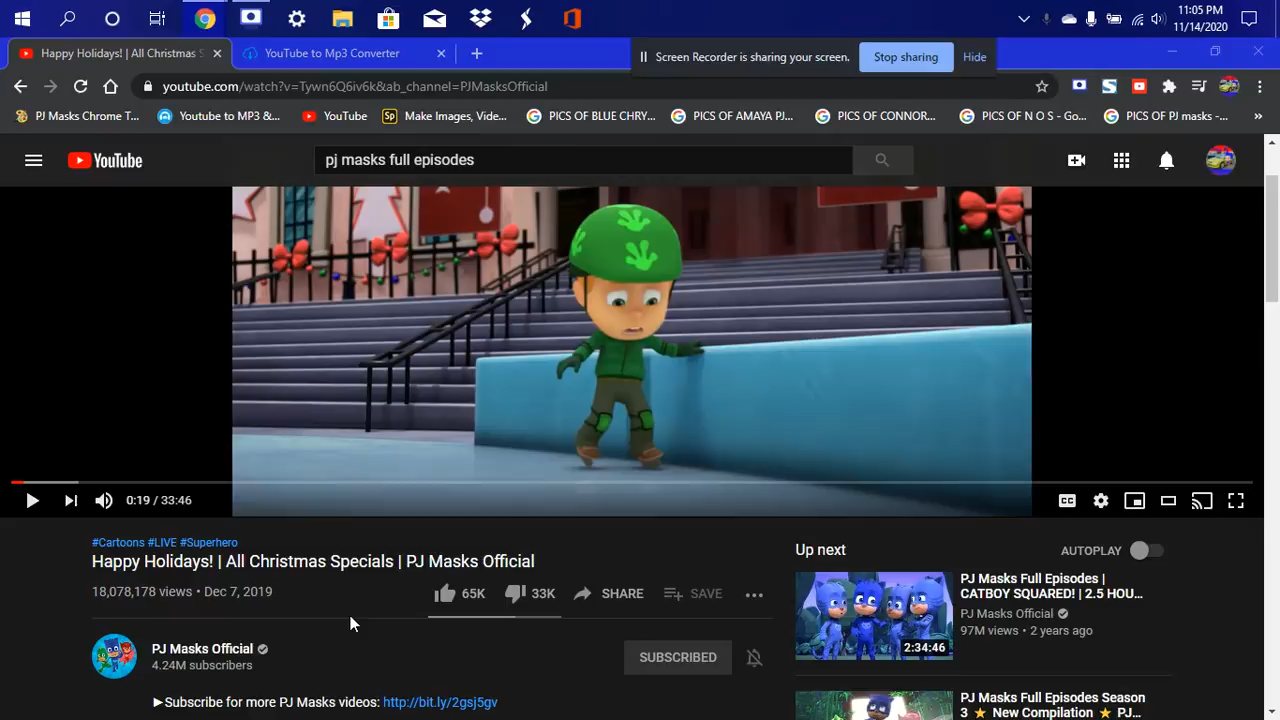 11:05 PM
11/14/2020
Happy Holidays! | All Christmas S
YouTube to Mp3 Converter
Screen Recorder is sharing your screen.
Stop sharing
Hide
youtube.com/watch?v=Tywn6Q6iv6k&ab_channel=PJMasksOfficial
PJ Masks Chrome T...
Youtube to MP3 &...
YouTube
Sp
Make Images, Vide...
PICS OF BLUE CHRY...
PICS OF AMAYA PJ...
PICS OF CONNOR...
PICS OF N O S - Go...
PICS OF PJ masks -...
YouTube
pj masks full episodes
0:19 / 33:46
CC
#Cartoons #LIVE #Superhero
Happy Holidays! | All Christmas Specials | PJ Masks Official
18,078,178 views • Dec 7, 2019
65K
33K
SHARE
SAVE
PJ Masks Official
4.24M subscribers
SUBSCRIBED
►Subscribe for more PJ Masks videos: http://bit.ly/2gsj5gv
Up next
AUTOPLAY
2:34:46
PJ Masks Full Episodes |
CATBOY SQUARED! | 2.5 HOU...
PJ Masks Official
97M views • 2 years ago
PJ Masks Full Episodes Season
3 ★ New Compilation ★ PJ...